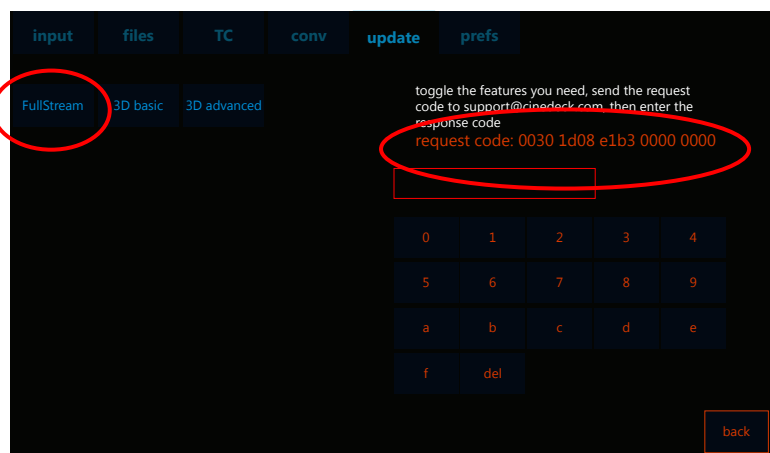 input files TC conv update prefs
FullStream 3D basic 3D advanced
toggle the features you need, send the request
code to support@cinedeck.com, then enter the
response code
request code: 0030 1d08 e1b3 0000 0000
0 1 2 3 4
5 6 7 8 9
a b c d e
f del
back